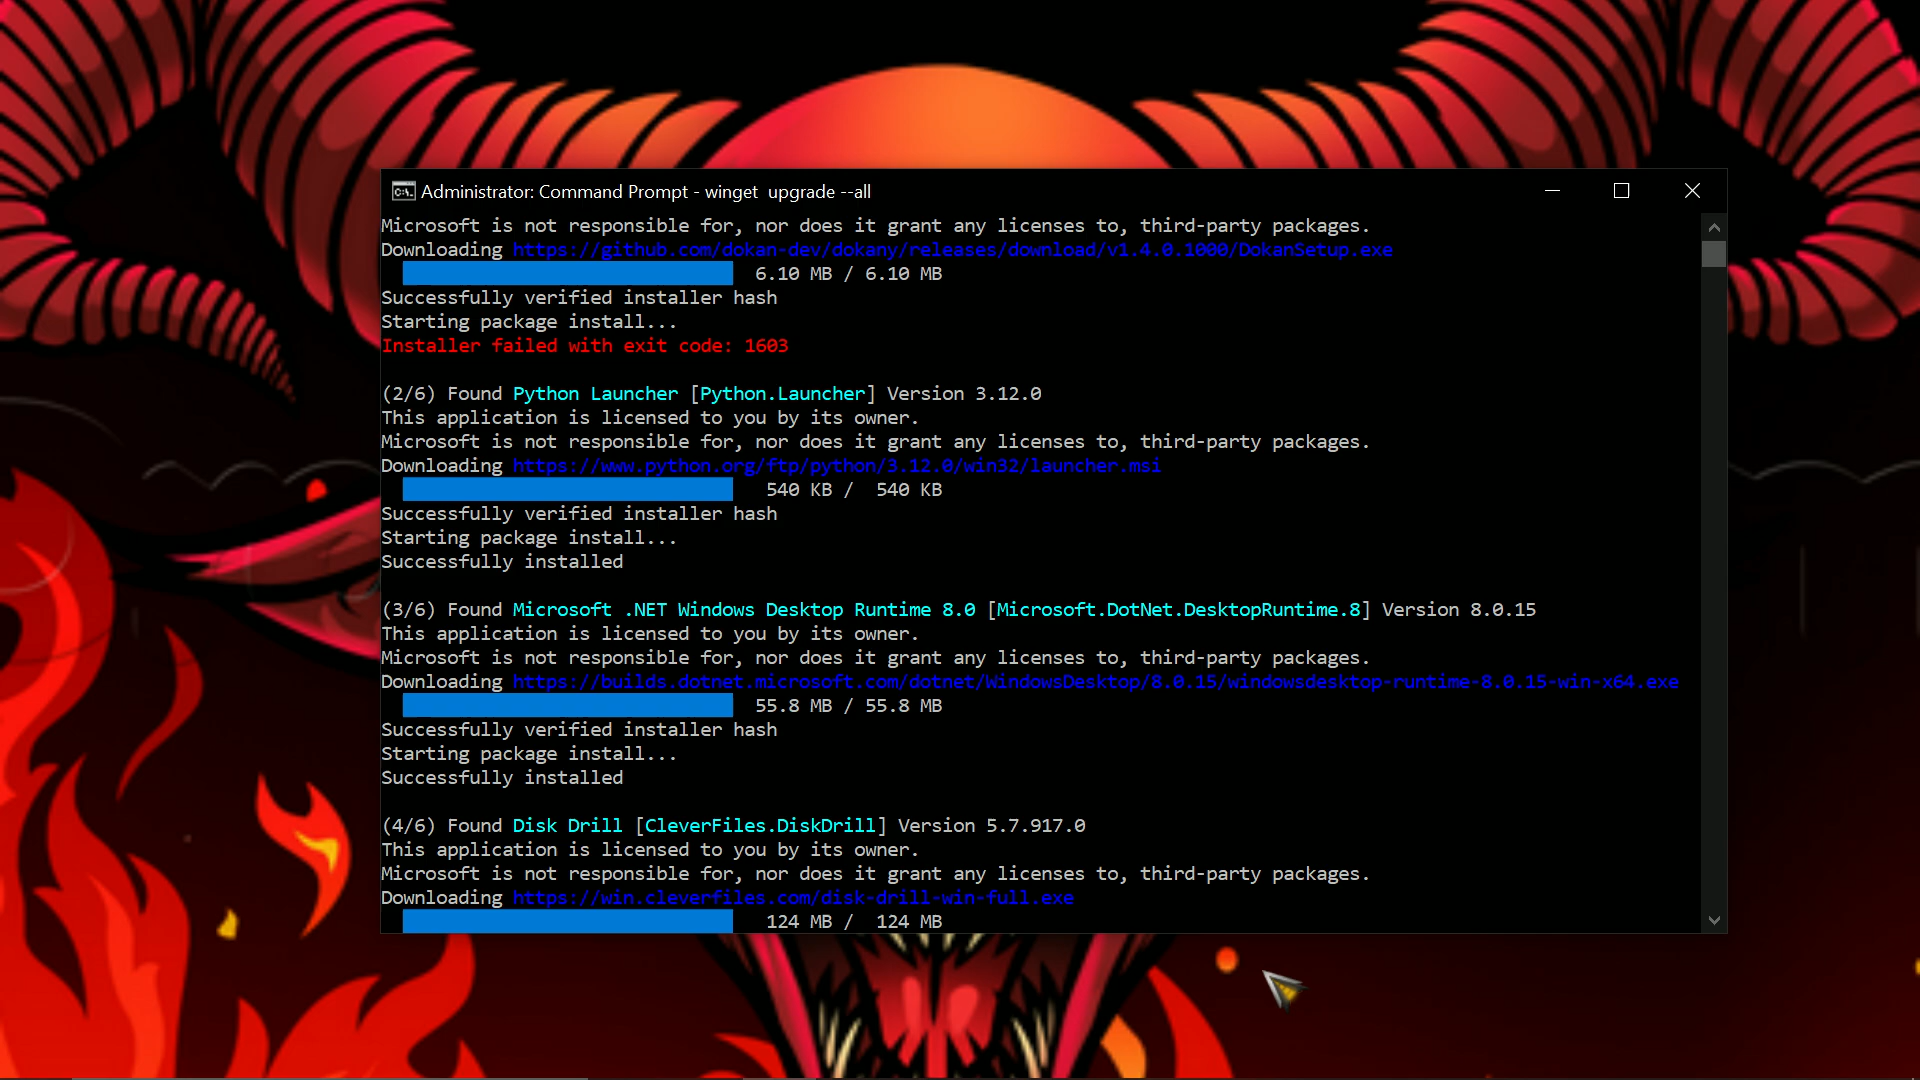 Administrator: Command Prompt - winget  upgrade --all
Microsoft is not responsible for, nor does it grant any licenses to, third-party packages.
Downloading https://github.com/dokan-dev/dokany/releases/download/v1.4.0.1000/DokanSetup.exe
6.10 MB / 6.10 MB
Successfully verified installer hash
Starting package install...
Installer failed with exit code: 1603
(2/6) Found Python Launcher [Python.Launcher] Version 3.12.0
This application is licensed to you by its owner.
Microsoft is not responsible for, nor does it grant any licenses to, third-party packages.
Downloading https://www.python.org/ftp/python/3.12.0/win32/launcher.msi
540 KB /  540 KB
Successfully verified installer hash
Starting package install...
Successfully installed
(3/6) Found Microsoft .NET Windows Desktop Runtime 8.0 [Microsoft.DotNet.DesktopRuntime.8] Version 8.0.15
This application is licensed to you by its owner.
Microsoft is not responsible for, nor does it grant any licenses to, third-party packages.
Downloading https://builds.dotnet.microsoft.com/dotnet/WindowsDesktop/8.0.15/windowsdesktop-runtime-8.0.15-win-x64.exe
55.8 MB / 55.8 MB
Successfully verified installer hash
Starting package install...
Successfully installed
(4/6) Found Disk Drill [CleverFiles.DiskDrill] Version 5.7.917.0
This application is licensed to you by its owner.
Microsoft is not responsible for, nor does it grant any licenses to, third-party packages.
Downloading https://win.cleverfiles.com/disk-drill-win-full.exe
124 MB /  124 MB